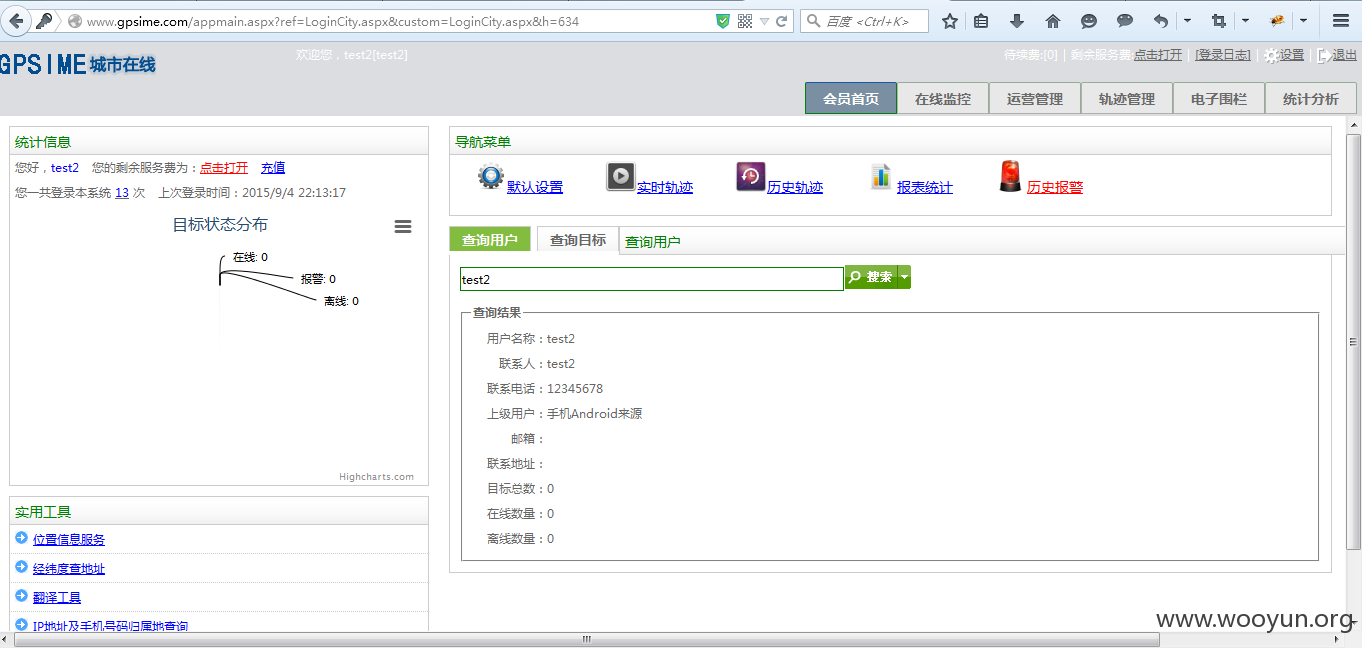 www.gpsime.com/appmain.aspx?ref=LoginCity.aspx&custom=LoginCity.aspx&h=634
百度 <Ctrl+K>
GPSIME 城市在线
欢迎您，test2[test2]
待续费:[0] | 剩余服务费:点击打开 | [登录日志] | 设置 | 退出
会员首页 在线监控 运营管理 轨迹管理 电子围栏 统计分析
统计信息
您好，test2 您的剩余服务费为：点击打开 充值
您一共登录本系统 13 次 上次登录时间：2015/9/4 22:13:17
目标状态分布
在线: 0
报警: 0
离线: 0
Highcharts.com
实用工具
位置信息服务
经纬度查地址
翻译工具
IP地址及手机号码归属地查询
导航菜单
默认设置 实时轨迹 历史轨迹 报表统计 历史报警
查询用户 查询目标 查询用户
test2 搜索
查询结果
用户名称：test2
联系人：test2
联系电话：12345678
上级用户：手机Android来源
邮箱：
联系地址：
目标总数：0
在线数量：0
离线数量：0
www.wooyun.org